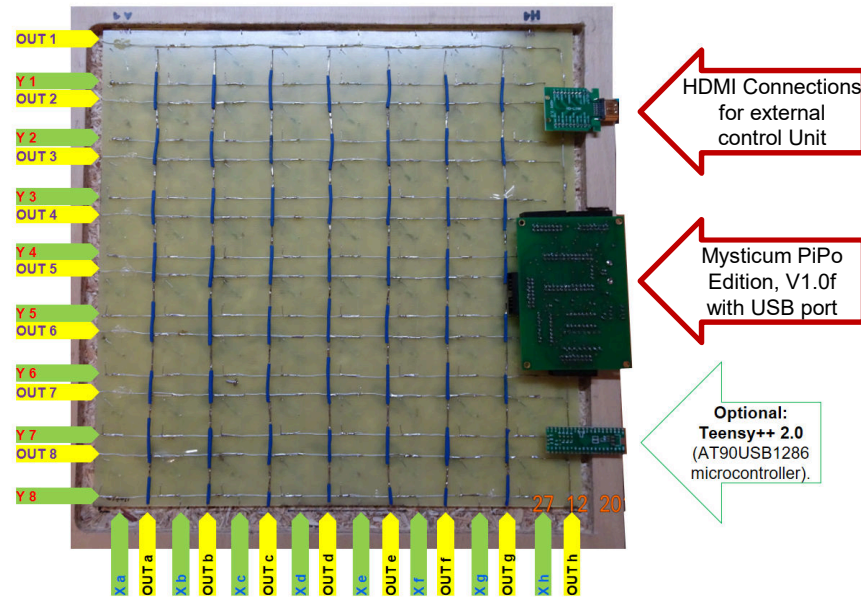 OUT 1
Y 1
OUT 2
Y 2
OUT 3
Y 3
OUT 4
Y 4
OUT 5
Y 5
OUT 6
Y 6
OUT 7
Y 7
OUT 8
Y 8
A
H4
HDMI Connections
for external
control Unit
Mysticum PiPo
Edition, V1.0f
with USB port
Optional:
Teensy++ 2.0
(AT90USB1286
microcontroller).
27 12 20
X a
OUT a
X b
OUT b
X c
OUT c
X d
OUT d
X e
OUT e
X f
OUT f
X g
OUT g
X h
OUT h